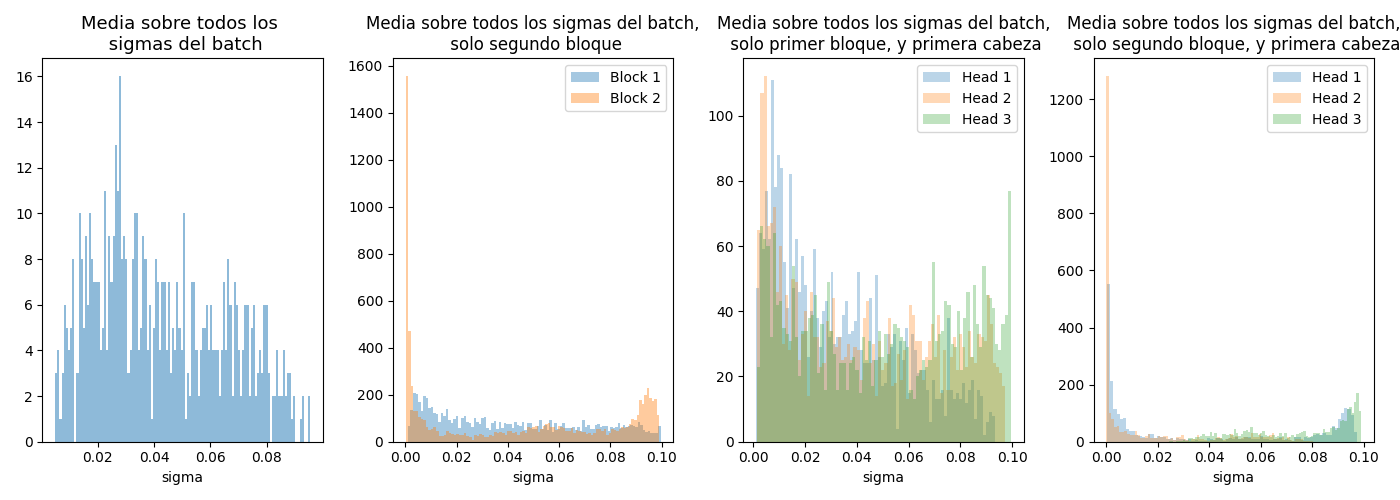 Media sobre todos los
sigmas del batch
16
14
12
10
8
6
4
2
0
0.02 0.04 0.06 0.08
sigma
Media sobre todos los sigmas del batch,
solo segundo bloque
1600
1400
1200
1000
800
600
400
200
0
0.00 0.02 0.04 0.06 0.08 0.10
sigma
Block 1
Block 2
Media sobre todos los sigmas del batch,
solo primer bloque, y primera cabeza
100
80
60
40
20
0
0.00 0.02 0.04 0.06 0.08 0.10
sigma
Head 1
Head 2
Head 3
Media sobre todos los sigmas del batch,
solo segundo bloque, y primera cabeza
1200
1000
800
600
400
200
0
0.00 0.02 0.04 0.06 0.08 0.10
sigma
Head 1
Head 2
Head 3